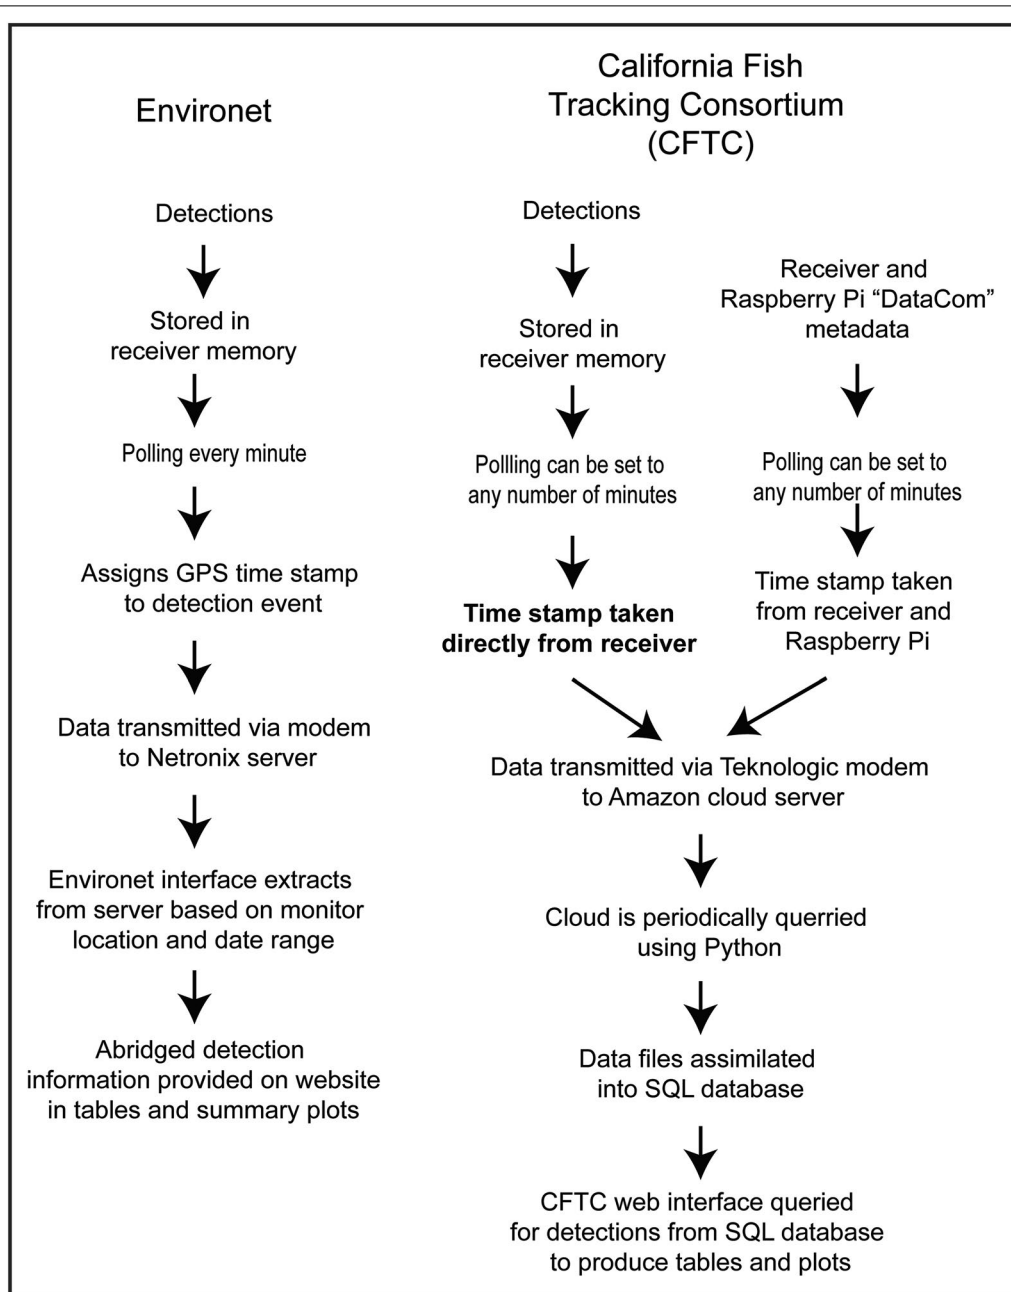 Environet
Detections
Stored in
receiver memory
Polling every minute
Assigns GPS time stamp
to detection event
Data transmitted via modem
to Netronix server
Environet interface extracts
from server based on monitor
location and date range
Abridged detection
information provided on website
in tables and summary plots
California Fish
Tracking Consortium
(CFTC)
Detections
Stored in
receiver memory
Pollling can be set to
any number of minutes
Time stamp taken
directly from receiver
Receiver and
Raspberry Pi “DataCom”
metadata
Polling can be set to
any number of minutes
Time stamp taken
from receiver and
Raspberry Pi
Data transmitted via Teknologic modem
to Amazon cloud server
Cloud is periodically querried
using Python
Data files assimilated
into SQL database
CFTC web interface queried
for detections from SQL database
to produce tables and plots